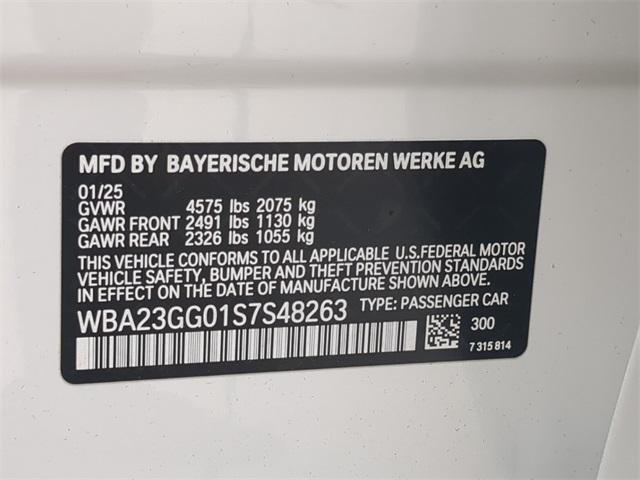 MFD BY BAYERISCHE MOTOREN WERKE AG
01/25
GVWR 4575 lbs 2075 kg
GAWR FRONT 2491 lbs 1130 kg
GAWR REAR 2326 lbs 1055 kg
THIS VEHICLE CONFORMS TO ALL APPLICABLE U.S.FEDERAL MOTOR
VEHICLE SAFETY, BUMPER AND THEFT PREVENTION STANDARDS
IN EFFECT ON THE DATE OF MANUFACTURE SHOWN ABOVE.
WBA23GG01S7S48263 TYPE: PASSENGER CAR
300
7 315 814